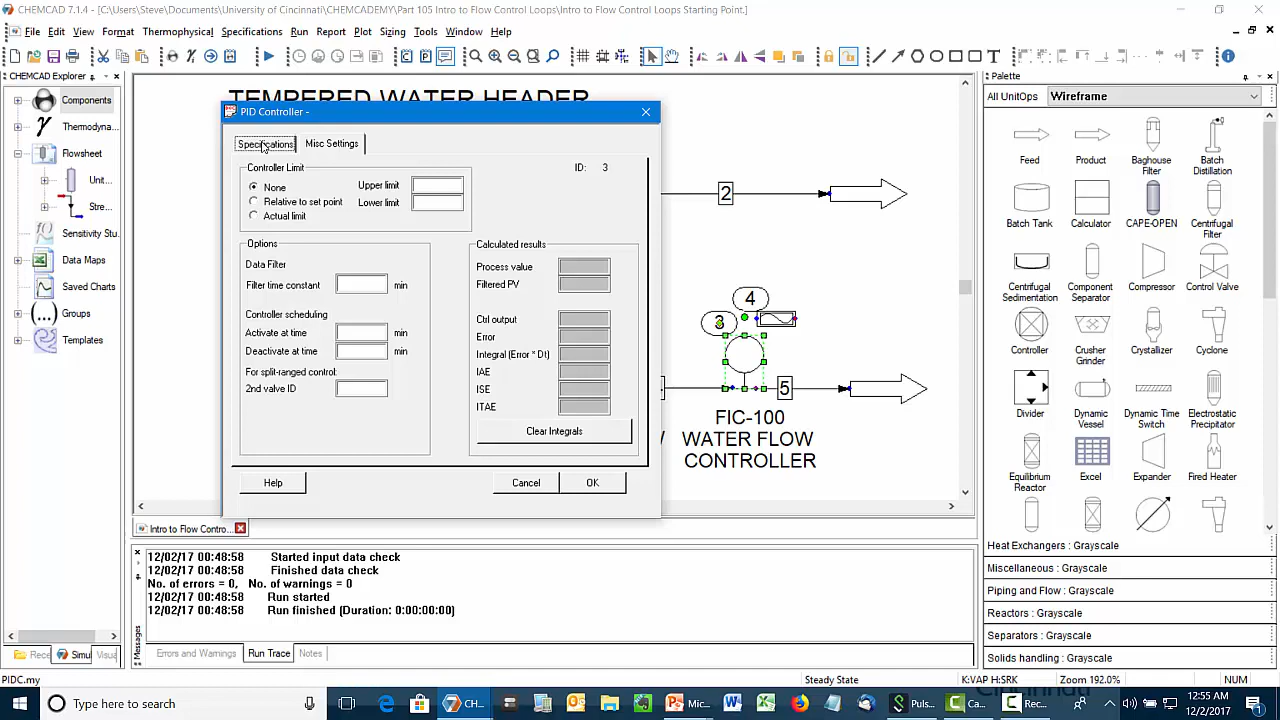 CHEMCAD 7.1.4 - [C:\Users\Steve\Documents\University of Cincinnati\CHEMCADEMY\Part 105 Intro to Flow Control Loops\Intro to Flow Control Loops Starting Point.]
File Edit View Format Thermophysical Specifications Run Report Plot Sizing Tools Window Help
CHEMCAD Explorer
Components
Thermodyna...
Flowsheet
Unit...
Stre...
Sensitivity Stu...
Data Maps
Saved Charts
Groups
Templates
Rece
Simu
Visua
TEMPERED WATER HEADER
PID Controller -
Specifications
Misc Settings
Controller Limit
ID: 3
None
Relative to set point
Actual limit
Upper limit
Lower limit
Options
Data Filter
Filter time constant min
Controller scheduling
Activate at time min
Deactivate at time min
For split-ranged control:
2nd valve ID
Calculated results
Process value
Filtered PV
Ctrl output
Error
Integral (Error * Dt)
IAE
ISE
ITAE
Clear Integrals
Help
Cancel
OK
2
4
3
5
FIC-100
WATER FLOW
CONTROLLER
Intro to Flow Contro...
Messages
12/02/17 00:48:58 Started input data check
12/02/17 00:48:58 Finished data check
No. of errors = 0, No. of warnings = 0
12/02/17 00:48:58 Run started
12/02/17 00:48:58 Run finished (Duration: 0:00:00:00)
Errors and Warnings
Run Trace
Notes
Palette
All UnitOps Wireframe
Feed
Product
Baghouse Filter
Batch Distillation
Batch Tank
Calculator
CAPE-OPEN
Centrifugal Filter
Centrifugal Sedimentation
Component Separator
Compressor
Control Valve
Controller
Crusher Grinder
Crystallizer
Cyclone
Divider
Dynamic Vessel
Dynamic Time Switch
Electrostatic Precipitator
Equilibrium Reactor
Excel
Expander
Fired Heater
Heat Exchangers : Grayscale
Miscellaneous : Grayscale
Piping and Flow : Grayscale
Reactors : Grayscale
Separators : Grayscale
Solids handling : Grayscale
PIDC.my
Steady State
K:VAP H:SRK
Zoom 192.0%
NUM
Cincinnati
Type here to search
CH...
Mic...
Puls...
Ca...
Rec...
12:55 AM
12/2/2017